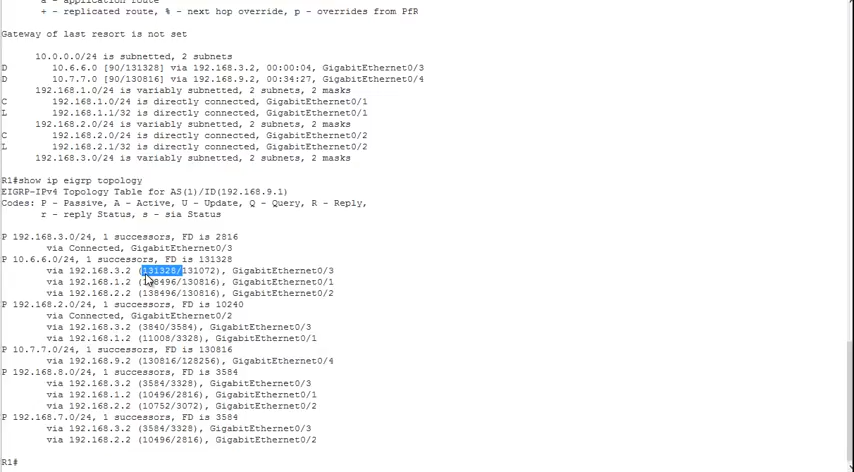 a - application route
+ - replicated route, % - next hop override, p - overrides from PfR
Gateway of last resort is not set
10.0.0.0/24 is subnetted, 2 subnets
D 10.6.6.0 [90/131328] via 192.168.3.2, 00:00:04, GigabitEthernet0/3
D 10.7.7.0 [90/130816] via 192.168.9.2, 00:34:27, GigabitEthernet0/4
192.168.1.0/24 is variably subnetted, 2 subnets, 2 masks
C 192.168.1.0/24 is directly connected, GigabitEthernet0/1
L 192.168.1.1/32 is directly connected, GigabitEthernet0/1
192.168.2.0/24 is variably subnetted, 2 subnets, 2 masks
C 192.168.2.0/24 is directly connected, GigabitEthernet0/2
L 192.168.2.1/32 is directly connected, GigabitEthernet0/2
192.168.3.0/24 is variably subnetted, 2 subnets, 2 masks
R1#show ip eigrp topology
EIGRP-IPv4 Topology Table for AS(1)/ID(192.168.9.1)
Codes: P - Passive, A - Active, U - Update, Q - Query, R - Reply,
r - reply Status, s - sia Status
P 192.168.3.0/24, 1 successors, FD is 2816
via Connected, GigabitEthernet0/3
P 10.6.6.0/24, 1 successors, FD is 131328
via 192.168.3.2 (131328/131072), GigabitEthernet0/3
via 192.168.1.2 (138496/130816), GigabitEthernet0/1
via 192.168.2.2 (138496/130816), GigabitEthernet0/2
P 192.168.2.0/24, 1 successors, FD is 10240
via Connected, GigabitEthernet0/2
via 192.168.3.2 (3840/3584), GigabitEthernet0/3
via 192.168.1.2 (11008/3328), GigabitEthernet0/1
P 10.7.7.0/24, 1 successors, FD is 130816
via 192.168.9.2 (130816/128256), GigabitEthernet0/4
P 192.168.8.0/24, 1 successors, FD is 3584
via 192.168.3.2 (3584/3328), GigabitEthernet0/3
via 192.168.1.2 (10496/2816), GigabitEthernet0/1
via 192.168.2.2 (10752/3072), GigabitEthernet0/2
P 192.168.7.0/24, 1 successors, FD is 3584
via 192.168.3.2 (3584/3328), GigabitEthernet0/3
via 192.168.2.2 (10496/2816), GigabitEthernet0/2
R1#